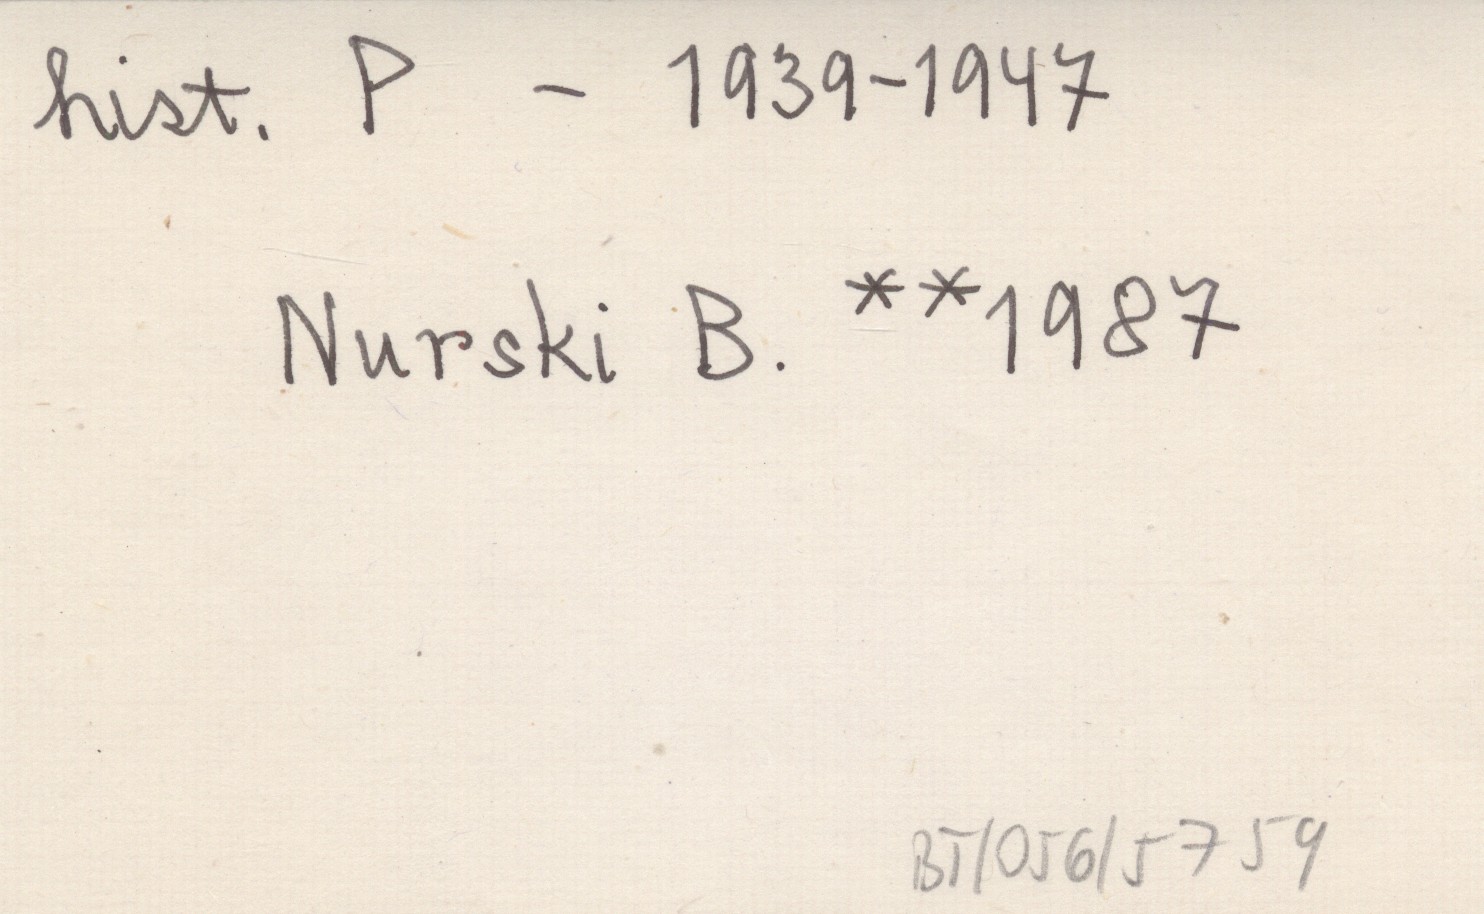 hist. P - 1939-1947
Nurski B. **1987
BT/056/5759